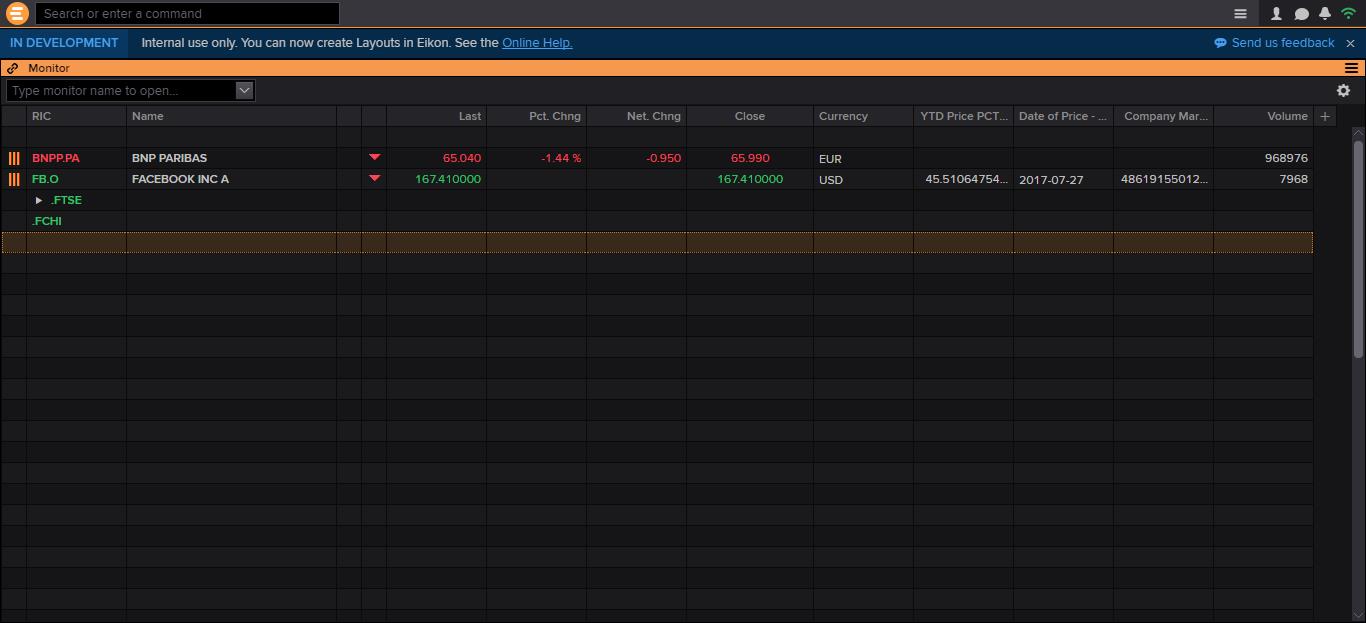 Search or enter a command
IN DEVELOPMENT Internal use only. You can now create Layouts in Eikon. See the Online Help. Send us feedback
Monitor
Type monitor name to open...
RIC Name Last Pct. Chng Net. Chng Close Currency YTD Price PCT... Date of Price - ... Company Mar... Volume
BNPP.PA BNP PARIBAS 65.040 -1.44 % -0.950 65.990 EUR 968976
FB.O FACEBOOK INC A 167.410000 167.410000 USD 45.51064754... 2017-07-27 48619155012... 7968
.FTSE
.FCHI